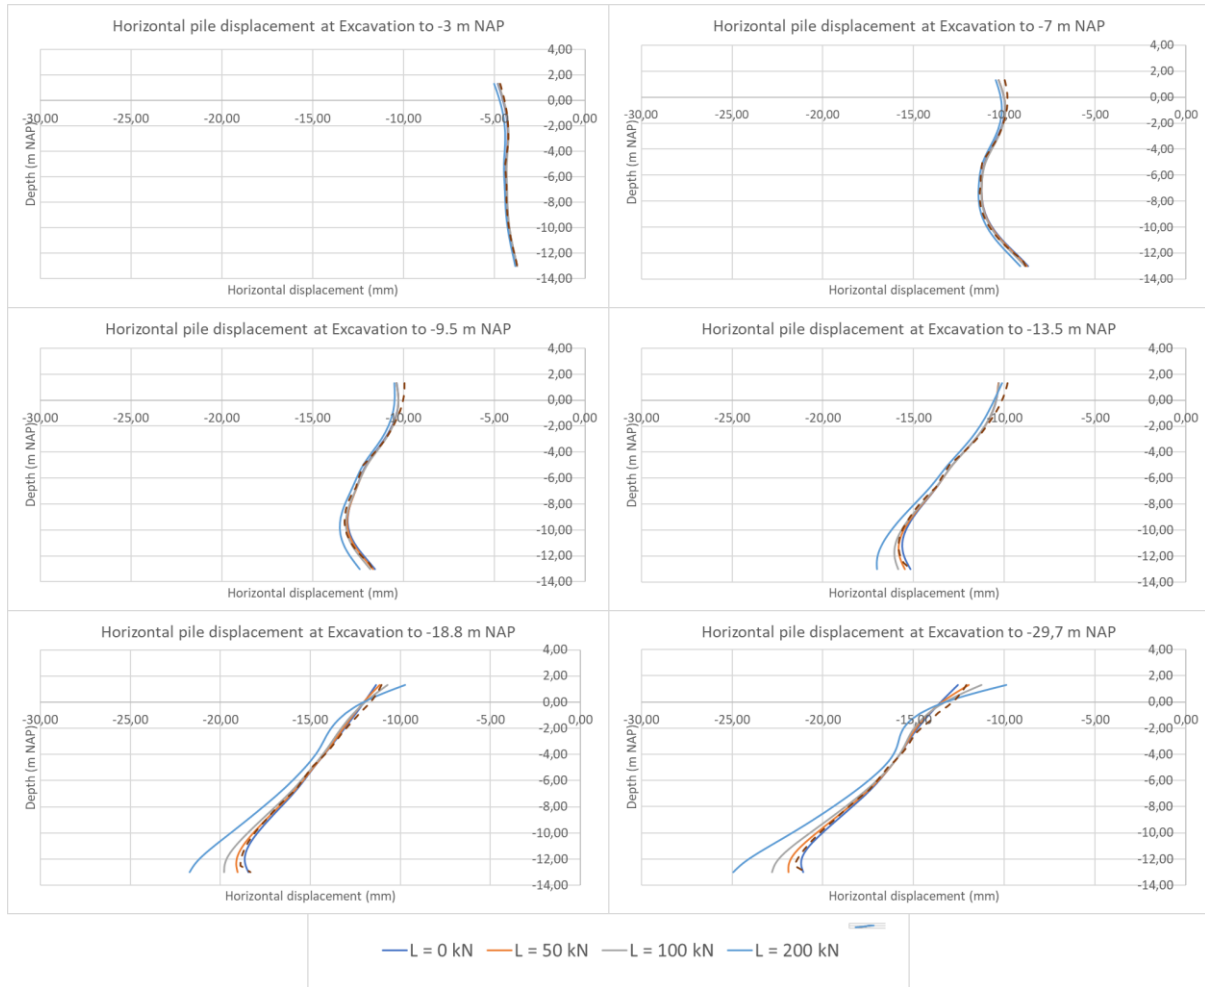 Horizontal pile displacement at Excavation to -3 m NAP
4,00
2,00
0,00
-30,00 -25,00 -20,00 -15,00 -10,00 -5,00 0,00
-2,00
-4,00
-6,00
-8,00
-10,00
-12,00
-14,00
Depth (m NAP)
Horizontal displacement (mm)
Horizontal pile displacement at Excavation to -7 m NAP
4,00
2,00
0,00
-30,00 -25,00 -20,00 -15,00 -10,00 -5,00 0,00
-2,00
-4,00
-6,00
-8,00
-10,00
-12,00
-14,00
Depth (m NAP)
Horizontal displacement (mm)
Horizontal pile displacement at Excavation to -9.5 m NAP
4,00
2,00
0,00
-30,00 -25,00 -20,00 -15,00 -10,00 -5,00 0,00
-2,00
-4,00
-6,00
-8,00
-10,00
-12,00
-14,00
Depth (m NAP)
Horizontal displacement (mm)
Horizontal pile displacement at Excavation to -13.5 m NAP
4,00
2,00
0,00
-30,00 -25,00 -20,00 -15,00 -10,00 -5,00 0,00
-2,00
-4,00
-6,00
-8,00
-10,00
-12,00
-14,00
Depth (m NAP)
Horizontal displacement (mm)
Horizontal pile displacement at Excavation to -18.8 m NAP
4,00
2,00
0,00
-30,00 -25,00 -20,00 -15,00 -10,00 -5,00 0,00
-2,00
-4,00
-6,00
-8,00
-10,00
-12,00
-14,00
Depth (m NAP)
Horizontal displacement (mm)
Horizontal pile displacement at Excavation to -29,7 m NAP
4,00
2,00
0,00
-30,00 -25,00 -20,00 -15,00 -10,00 -5,00 0,00
-2,00
-4,00
-6,00
-8,00
-10,00
-12,00
-14,00
Depth (m NAP)
Horizontal displacement (mm)
L = 0 kN L = 50 kN L = 100 kN L = 200 kN